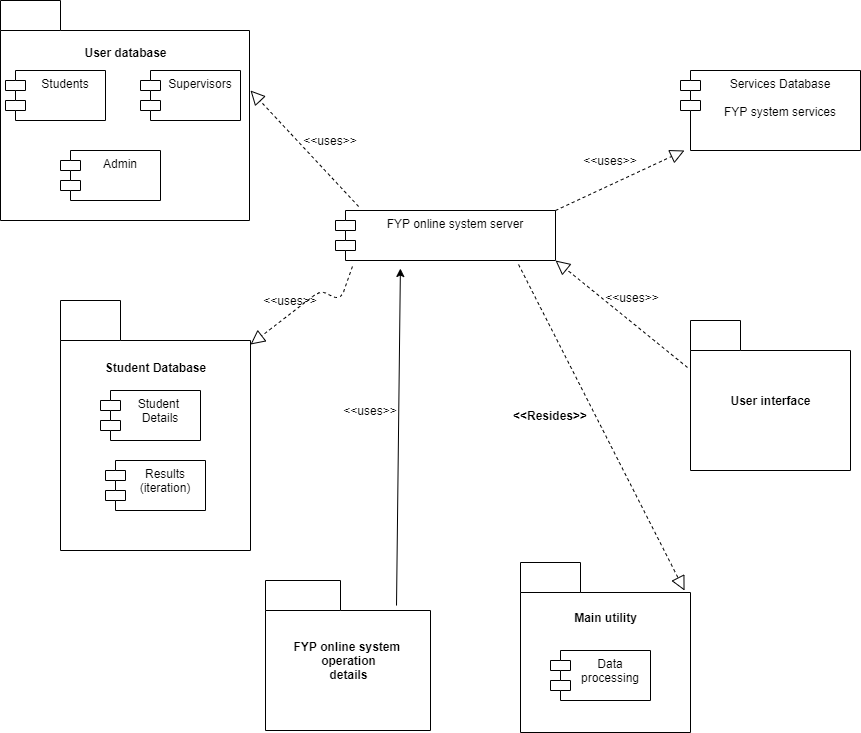 User database
Students
Supervisors
Admin
Services Database
FYP system services
<<uses>>
<<uses>>
FYP online system server
<<uses>>
<<uses>>
Student Database
Student
Details
Results
(iteration)
<<uses>>
<<Resides>>
User interface
FYP online system
operation
details
Main utility
Data
processing